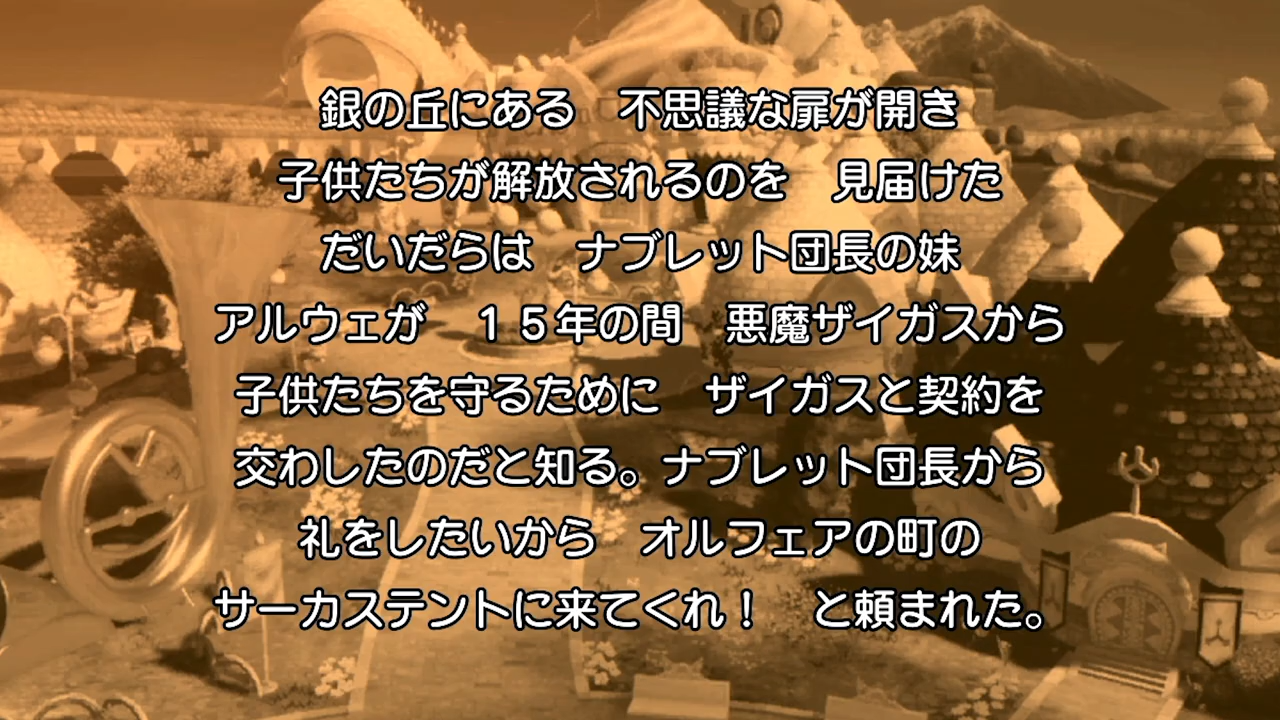 銀の丘にある　不思議な扉が開き
子供たちが解放されるのを　見届けた
だいだらは　ナブレット団長の妹
アルウェが　１５年の間　悪魔ザイガスから
子供たちを守るために　ザイガスと契約を
交わしたのだと知る。ナブレット団長から
礼をしたいから　オルフェアの町の
サーカステントに来てくれ！　と頼まれた。